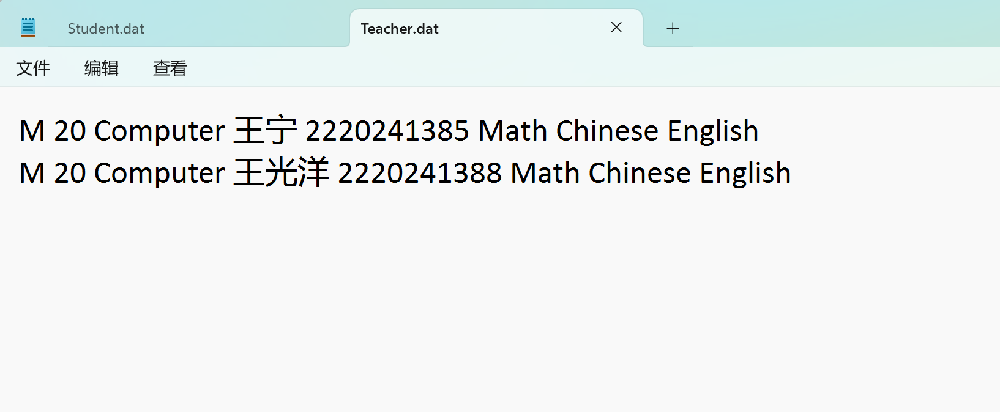 Student.dat
Teacher.dat
文件 编辑 查看
M 20 Computer 王宁 2220241385 Math Chinese English
M 20 Computer 王光洋 2220241388 Math Chinese English